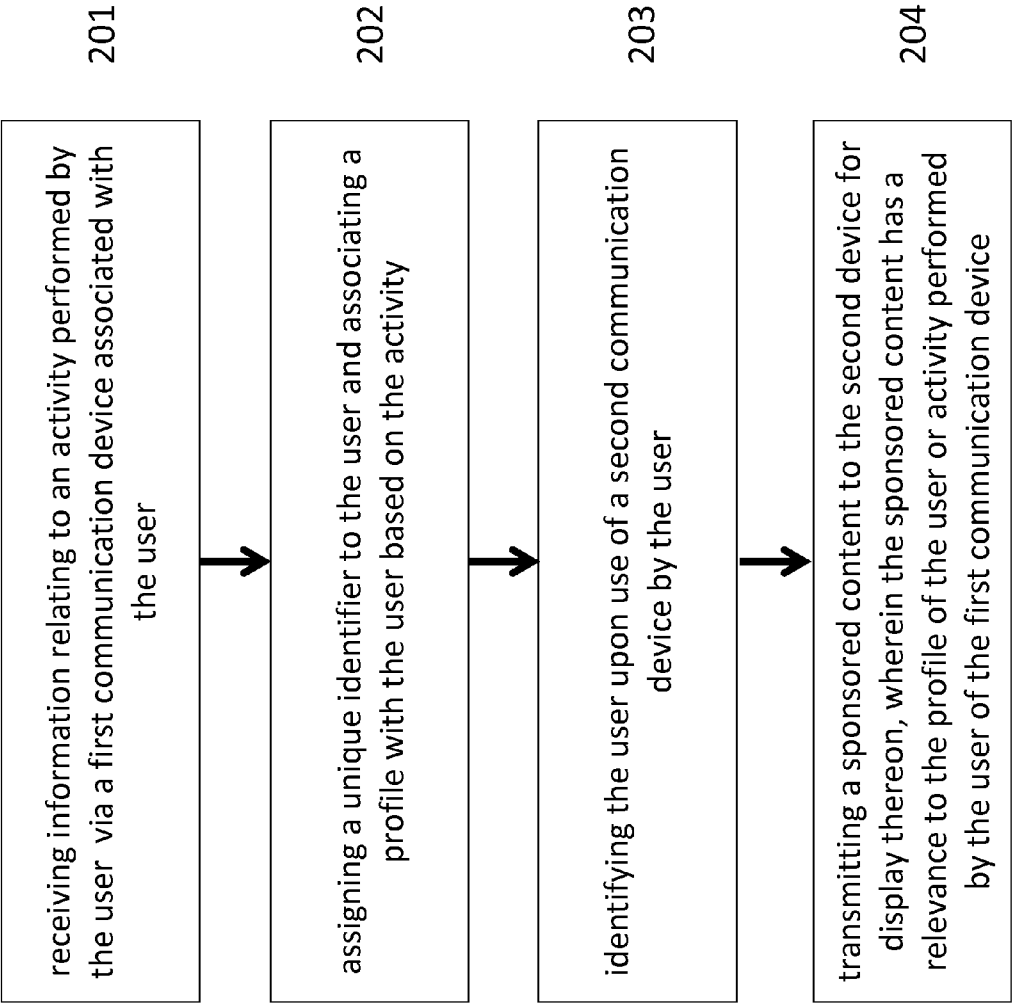 receiving information relating to an activity performed by
the user via a first communication device associated with
the user
201
assigning a unique identifier to the user and associating a
profile with the user based on the activity
202
identifying the user upon use of a second communication
device by the user
203
transmitting a sponsored content to the second device for
display thereon, wherein the sponsored content has a
relevance to the profile of the user or activity performed
by the user of the first communication device
204